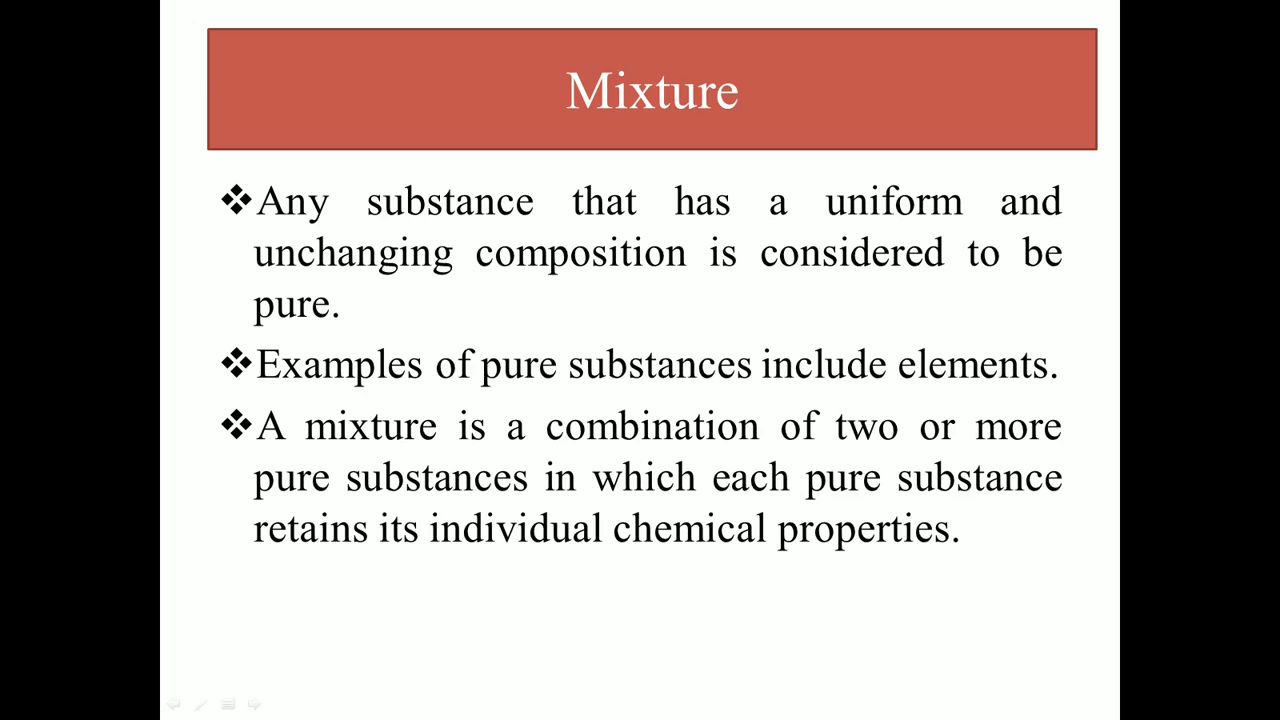 Mixture
❖Any substance that has a uniform and
unchanging composition is considered to be
pure.
❖Examples of pure substances include elements.
❖A mixture is a combination of two or more
pure substances in which each pure substance
retains its individual chemical properties.